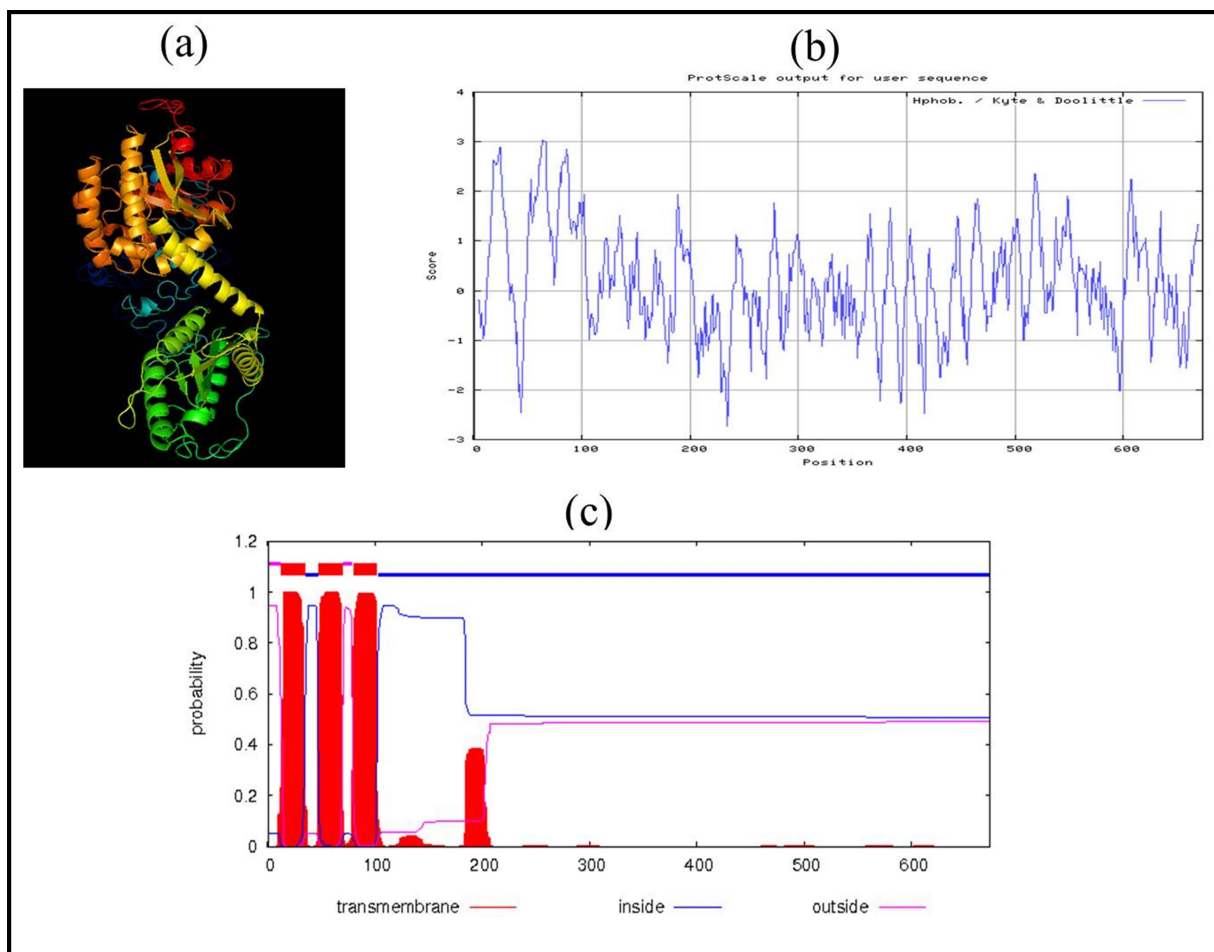 (a)
(b)
ProtScale output for user sequence
Hphob. / Kyte & Doolittle
4
3
2
1
0
-1
-2
-3
Score
0 100 200 300 400 500 600
Position
(c)
1.2
1
0.8
0.6
0.4
0.2
0
probability
0 100 200 300 400 500 600
transmembrane inside outside